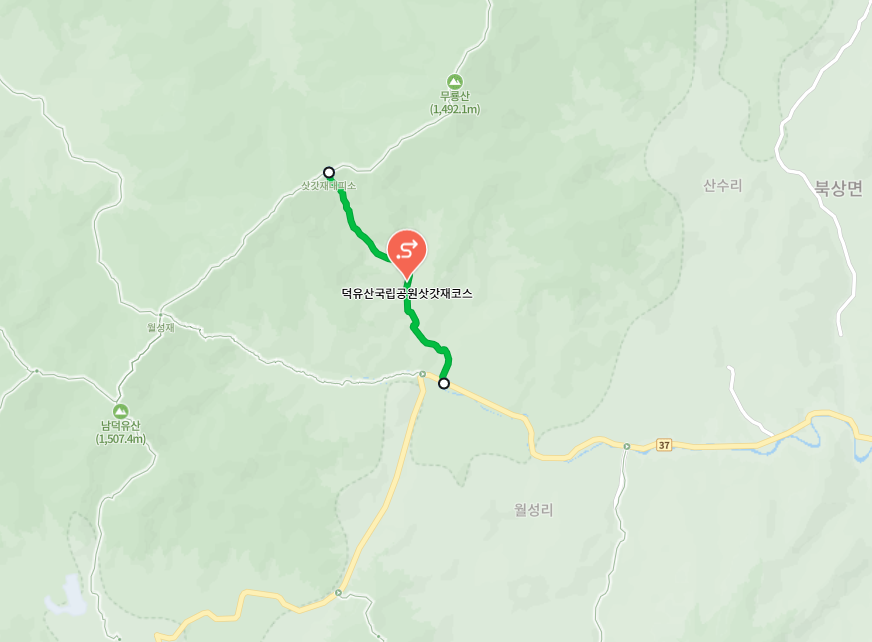 무룡산
(1,492.1m)
삿갓재대피소
산수리
북상면
덕유산국립공원삿갓재코스
월성재
남덕유산
(1,507.4m)
37
월성리